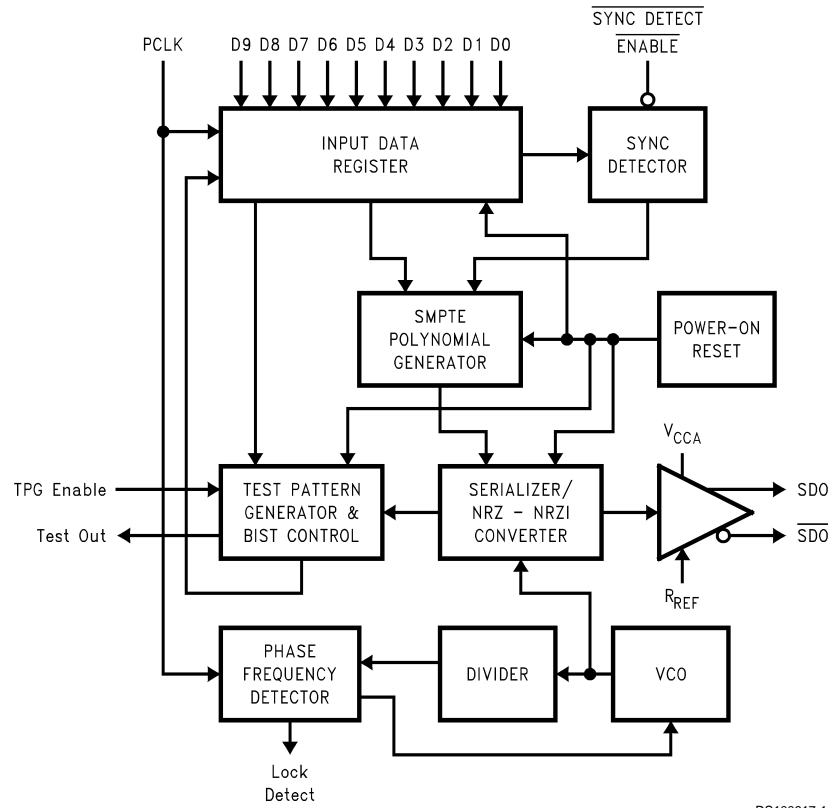 SYNC DETECT
PCLK D9 D8 D7 D6 D5 D4 D3 D2 D1 D0 ENABLE
INPUT DATA
REGISTER
SYNC
DETECTOR
SMPTE
POLYNOMIAL
GENERATOR
POWER-ON
RESET
V_CCA
TPG Enable
Test Out
TEST PATTERN
GENERATOR &
BIST CONTROL
SERIALIZER/
NRZ - NRZI
CONVERTER
SDO
SDO
R_REF
PHASE
FREQUENCY
DETECTOR
DIVIDER
VCO
Lock
Detect